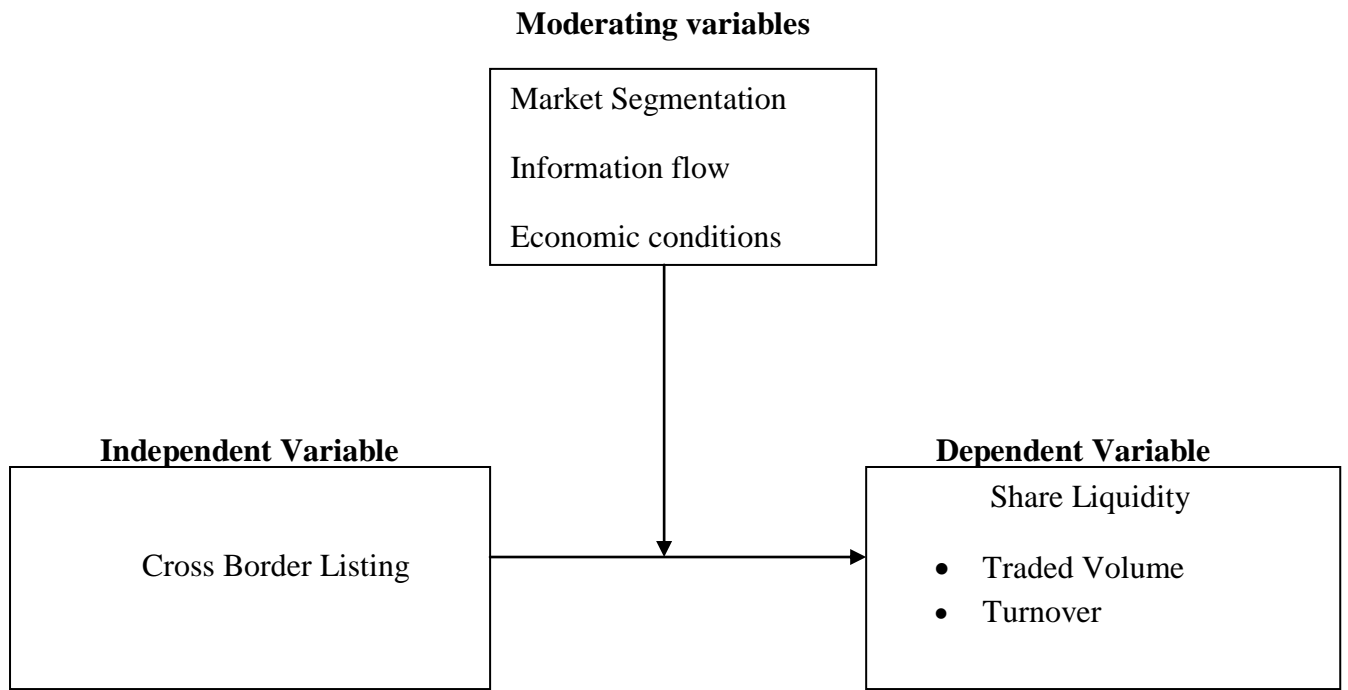 Moderating variables
Market Segmentation
Information flow
Economic conditions
Independent Variable
Cross Border Listing
Dependent Variable
Share Liquidity
• Traded Volume
• Turnover